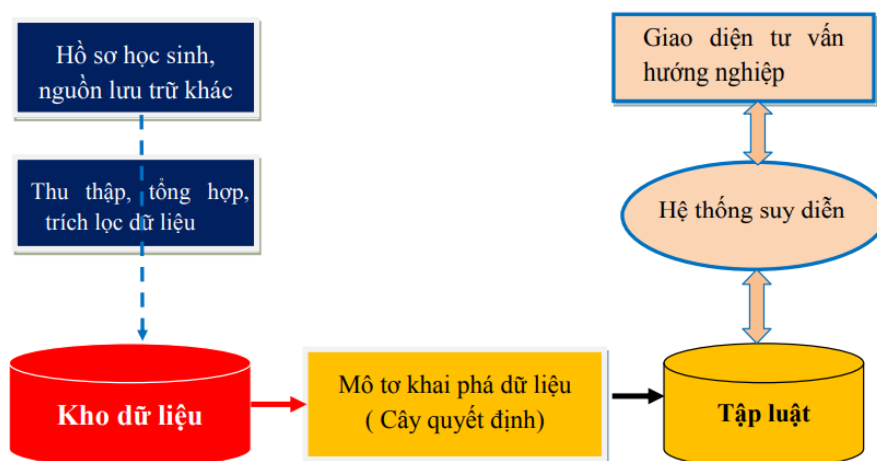 Hồ sơ học sinh,
nguồn lưu trữ khác
Thu thập, tổng hợp,
trích lọc dữ liệu
Kho dữ liệu
Mô tơ khai phá dữ liệu
( Cây quyết định)
Tập luật
Hệ thống suy diễn
Giao diện tư vấn
hướng nghiệp